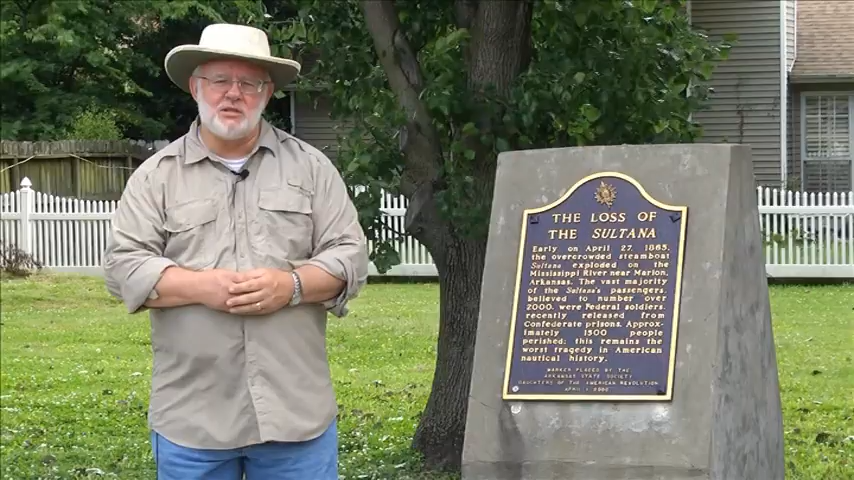 THE LOSS OF
THE SULTANA
Early on April 27, 1865,
the overcrowded steamboat
Sultana exploded on the
Mississippi River near Marion,
Arkansas. The vast majority
of the Sultana's passengers,
believed to number over
2000, were Federal soldiers,
recently released from
Confederate prisons. Approx-
imately 1500 people
perished; this remains the
worst tragedy in American
nautical history.
MARKER PLACED BY THE
ARKANSAS STATE SOCIETY
DAUGHTERS OF THE AMERICAN REVOLUTION
APRIL 1, 2000